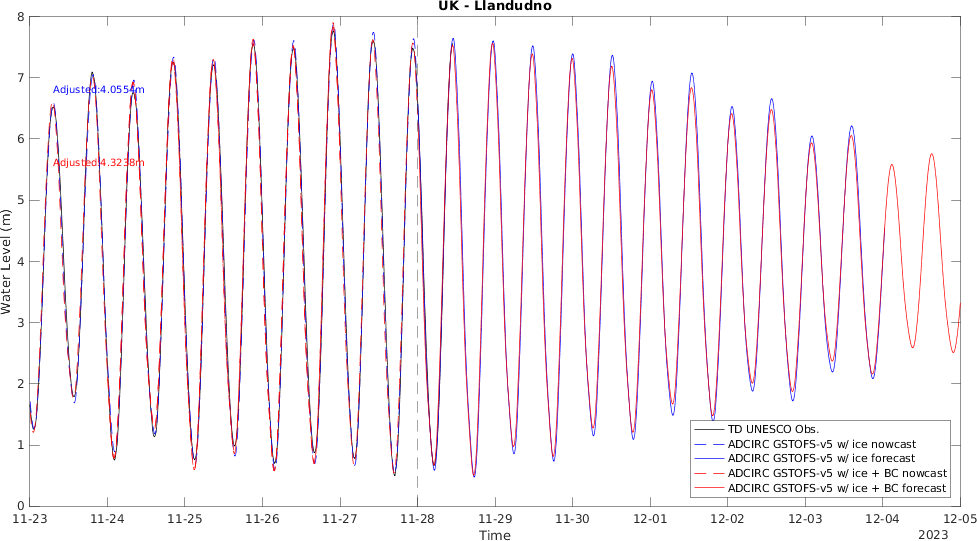 UK - Llandudno
8
7
6
5
4
3
2
1
0
Water Level (m)
Adjusted:4.0554m
Adjusted:4.3238m
TD UNESCO Obs.
ADCIRC GSTOFS-v5 w/ ice nowcast
ADCIRC GSTOFS-v5 w/ ice forecast
ADCIRC GSTOFS-v5 w/ ice + BC nowcast
ADCIRC GSTOFS-v5 w/ ice + BC forecast
11-23 11-24 11-25 11-26 11-27 11-28 11-29 11-30 12-01 12-02 12-03 12-04 12-05
Time
2023